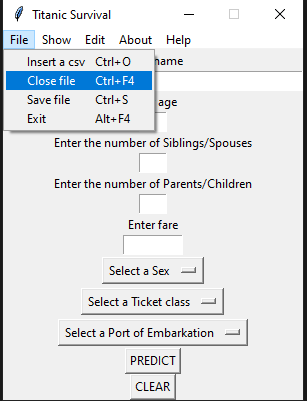 Titanic Survival
File Show Edit About Help
name
Insert a csv Ctrl+O
Close file Ctrl+F4
Save file Ctrl+S
Exit Alt+F4
age
Enter the number of Siblings/Spouses
Enter the number of Parents/Children
Enter fare
Select a Sex
Select a Ticket class
Select a Port of Embarkation
PREDICT
CLEAR